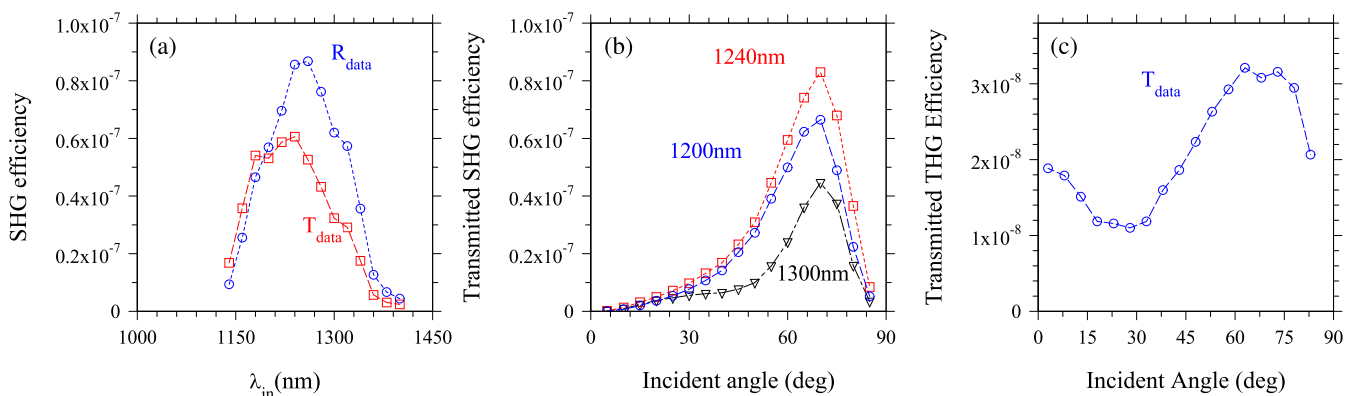 (a)
R_data
T_data
SHG efficiency
1.0x10^-7
0.8x10^-7
0.6x10^-7
0.4x10^-7
0.2x10^-7
0
1000 1150 1300 1450
λ_in(nm)
(b)
1240nm
1200nm
1300nm
Transmitted SHG efficiency
1.0x10^-7
0.8x10^-7
0.6x10^-7
0.4x10^-7
0.2x10^-7
0
0 30 60 90
Incident angle (deg)
(c)
T_data
Transmitted THG Efficiency
3x10^-8
2x10^-8
1x10^-8
0
0 15 30 45 60 75 90
Incident Angle (deg)